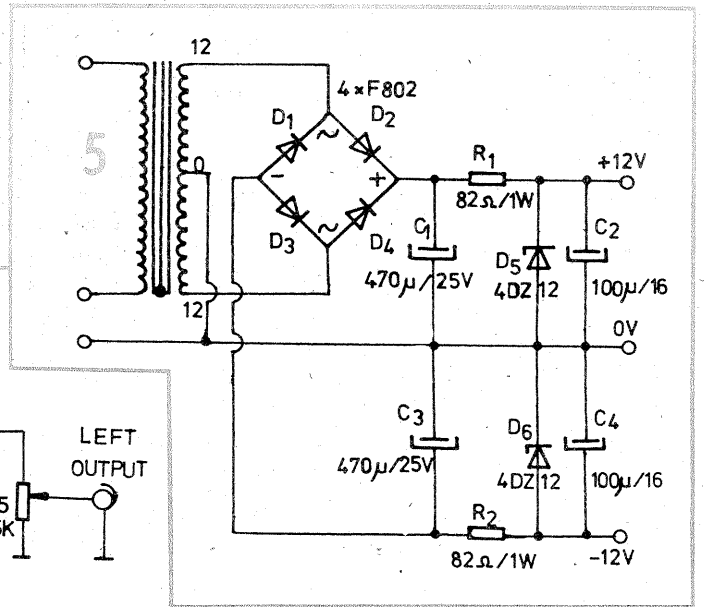 12
4×F802
D1
D2
5
0
~
R1
+12V
−
+
82Ω/1W
C1
C2
D3
~
D4
D5
470µ/25V
4DZ12
100µ/16
12
0V
C3
D6
C4
LEFT
OUTPUT
470µ/25V
4DZ12
100µ/16
5
K
R2
82Ω/1W
-12V